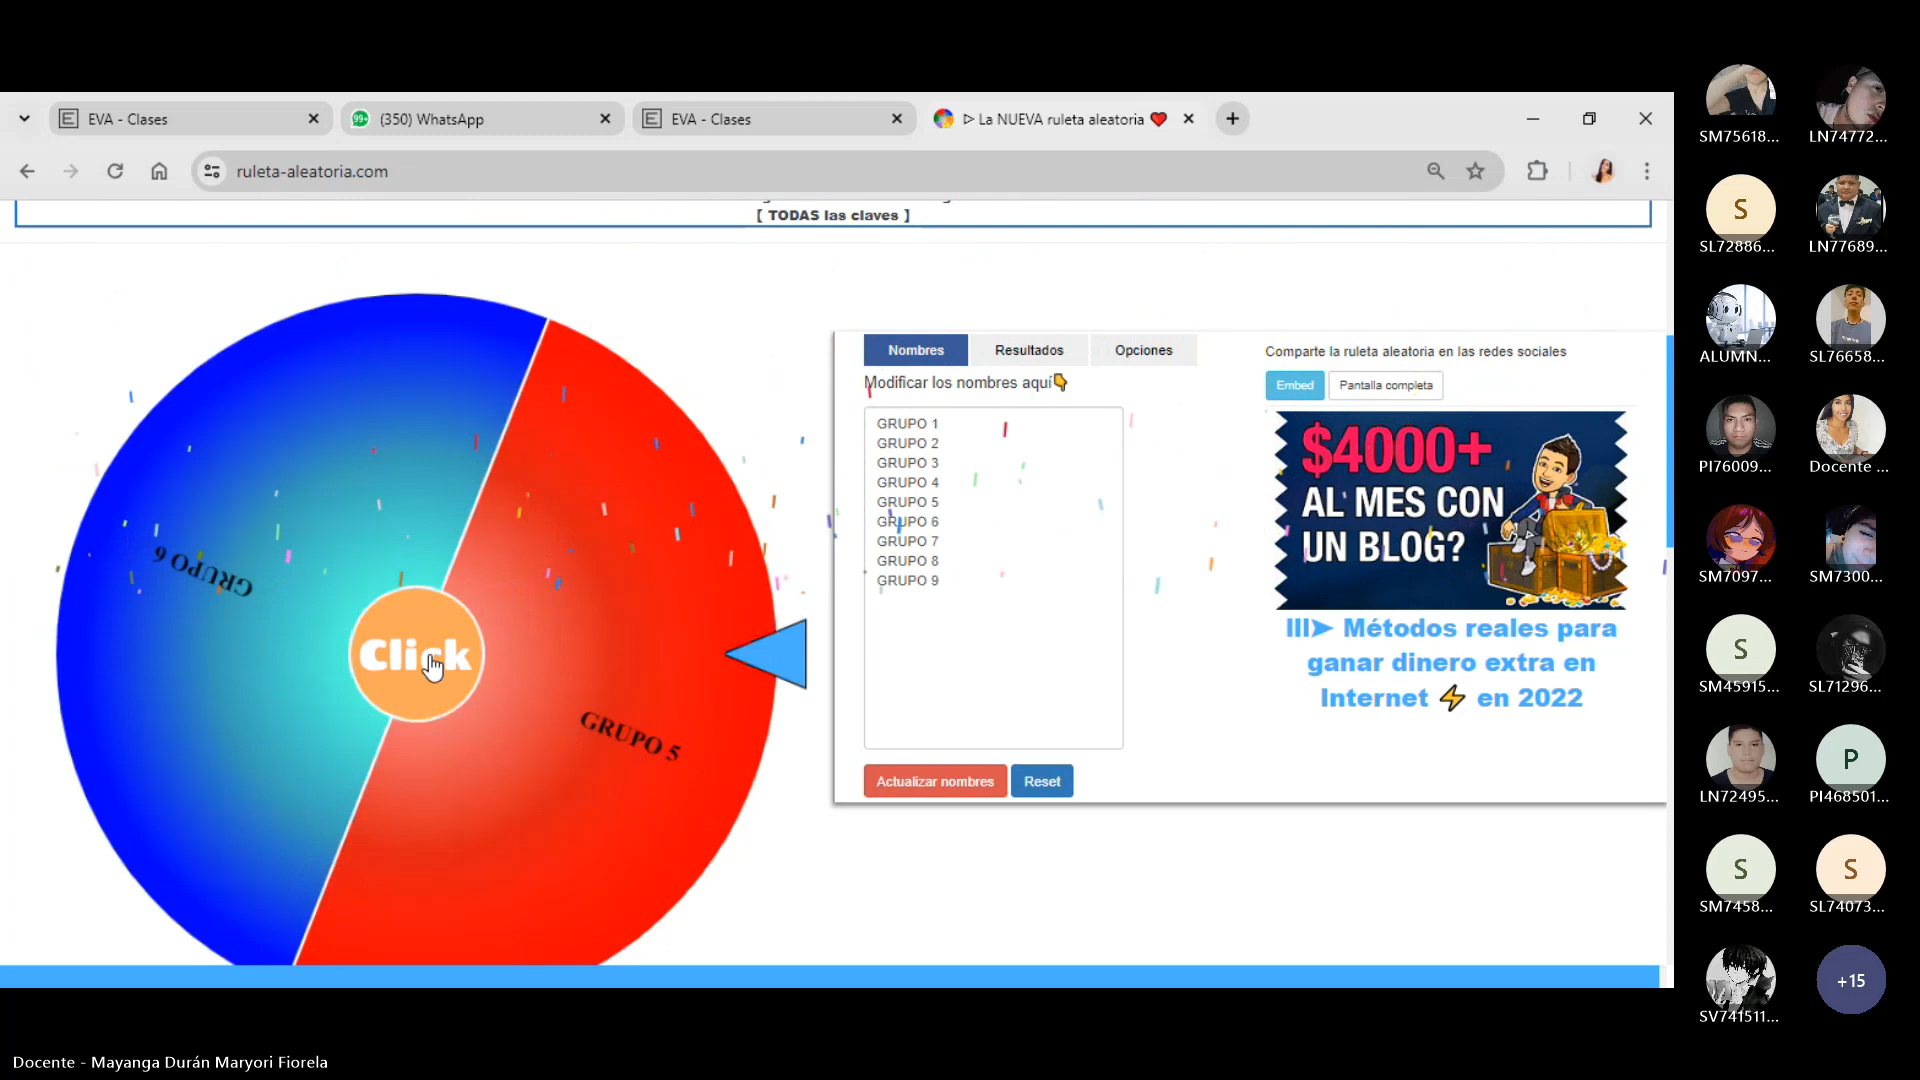 EVA - Clases
(350) WhatsApp
EVA - Clases
ᐅ La NUEVA ruleta aleatoria ❤️
ruleta-aleatoria.com
[ TODAS las claves ]
Nombres
Resultados
Opciones
Modificar los nombres aquí👇
GRUPO 1
GRUPO 2
GRUPO 3
GRUPO 4
GRUPO 5
GRUPO 6
GRUPO 7
GRUPO 8
GRUPO 9
Actualizar nombres
Reset
Comparte la ruleta aleatoria en las redes sociales
Embed
Pantalla completa
$4000+
AL MES CON
UN BLOG?
III➤ Métodos reales para
ganar dinero extra en
Internet ⚡ en 2022
GRUPO 6
Click
GRUPO 5
SM75618...
LN74772...
S
SL72886...
LN77689...
ALUMN...
SL76658...
PI76009...
Docente ...
SM7097...
SM7300...
S
SM45915...
SL71296...
LN72495...
P
PI468501...
S
SM7458...
S
SL74073...
SV741511...
+15
Docente - Mayanga Durán Maryori Fiorela